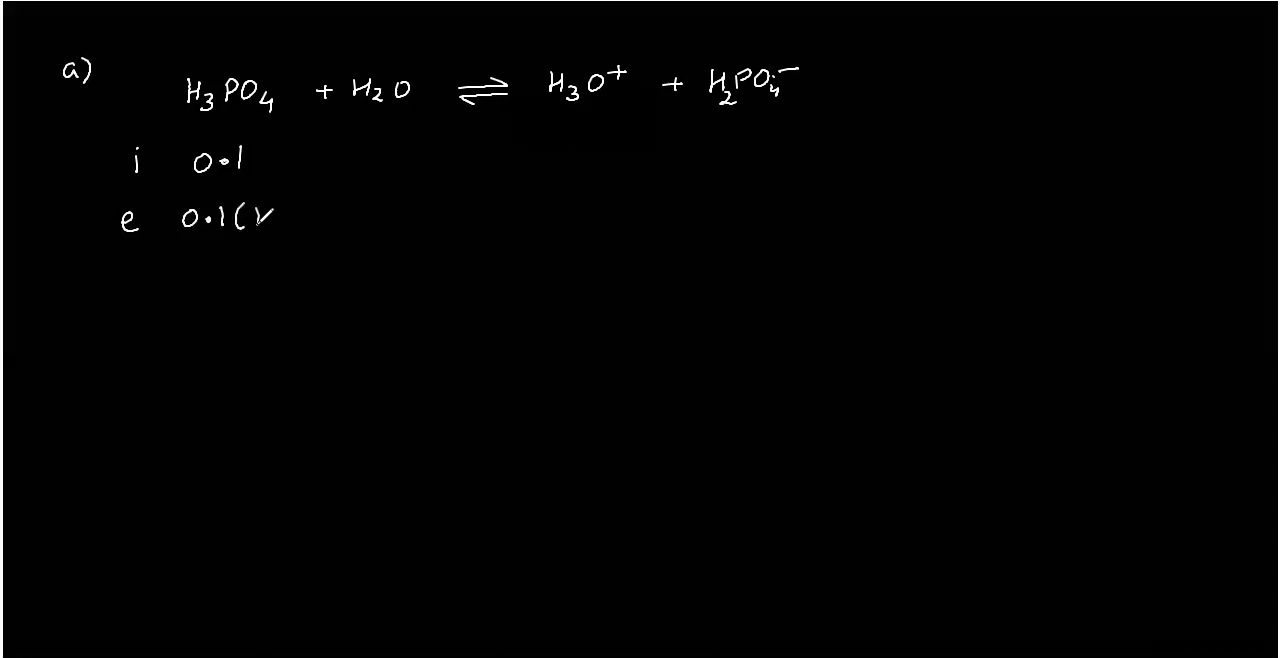 a)
H₃PO₄ + H₂O ⇌ H₃O⁺ + H₂PO₄⁻
i 0.1
e 0.1(